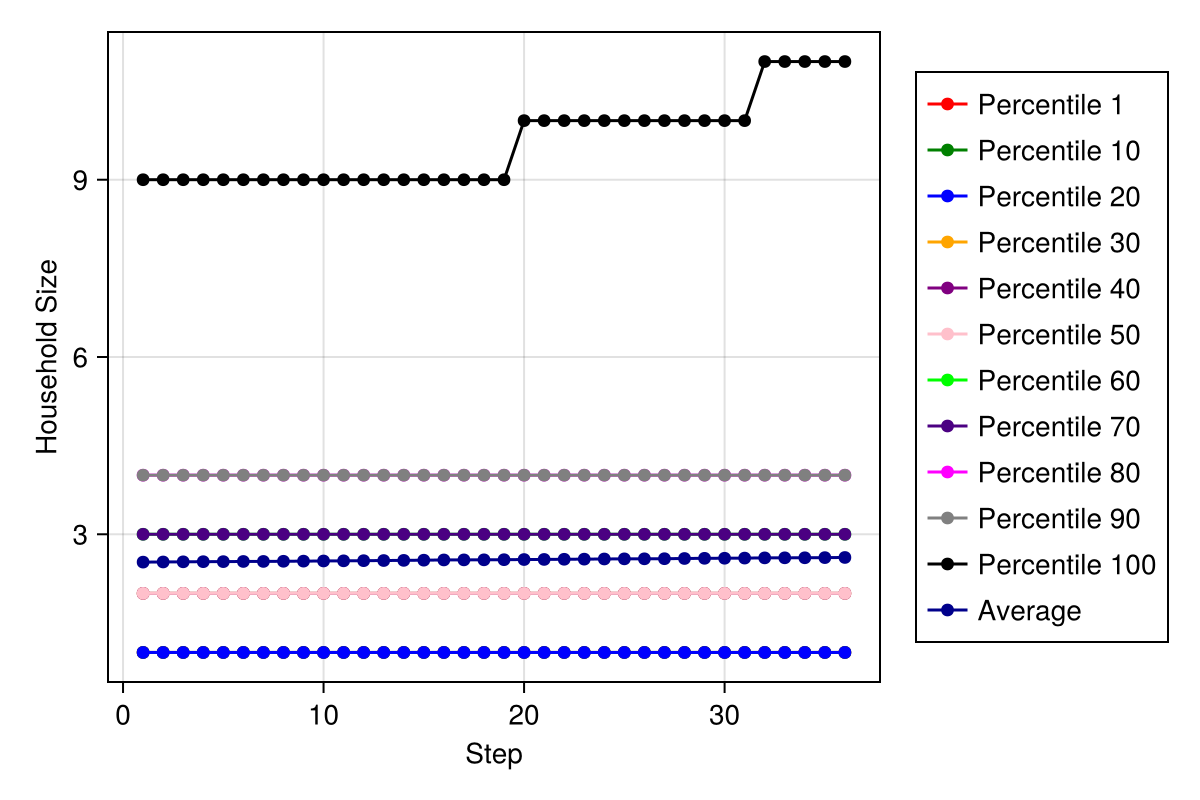 Household Size
9
6
3
0
10
20
30
Step
Percentile 1
Percentile 10
Percentile 20
Percentile 30
Percentile 40
Percentile 50
Percentile 60
Percentile 70
Percentile 80
Percentile 90
Percentile 100
Average